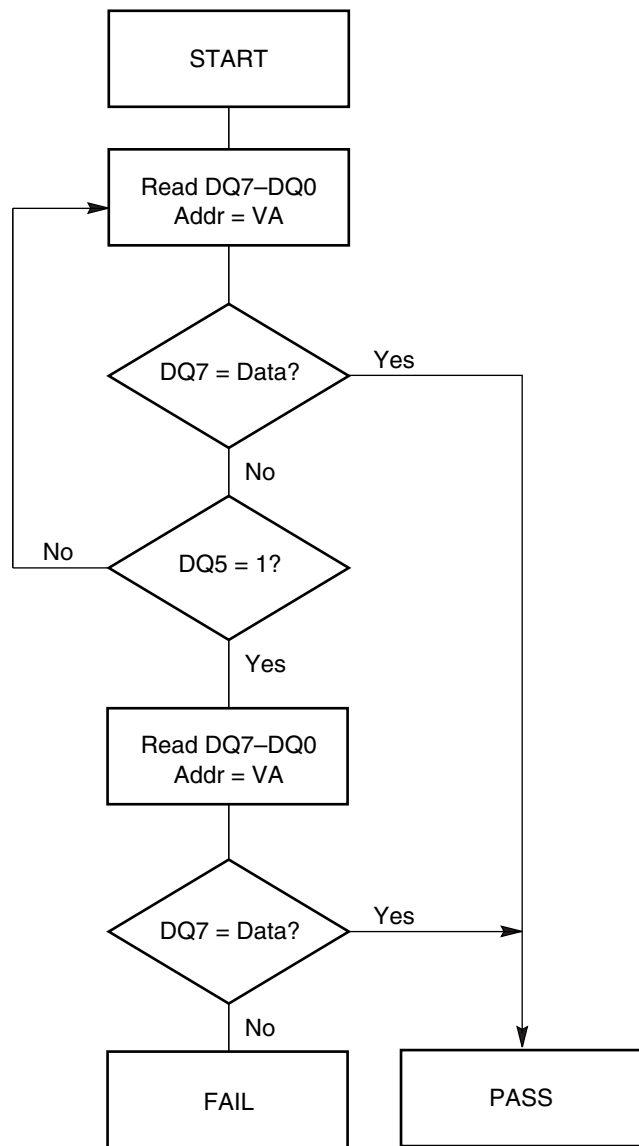 START
Read DQ7–DQ0
Addr = VA
DQ7 = Data?
Yes
No
No
DQ5 = 1?
Yes
Read DQ7–DQ0
Addr = VA
DQ7 = Data?
Yes
No
FAIL
PASS